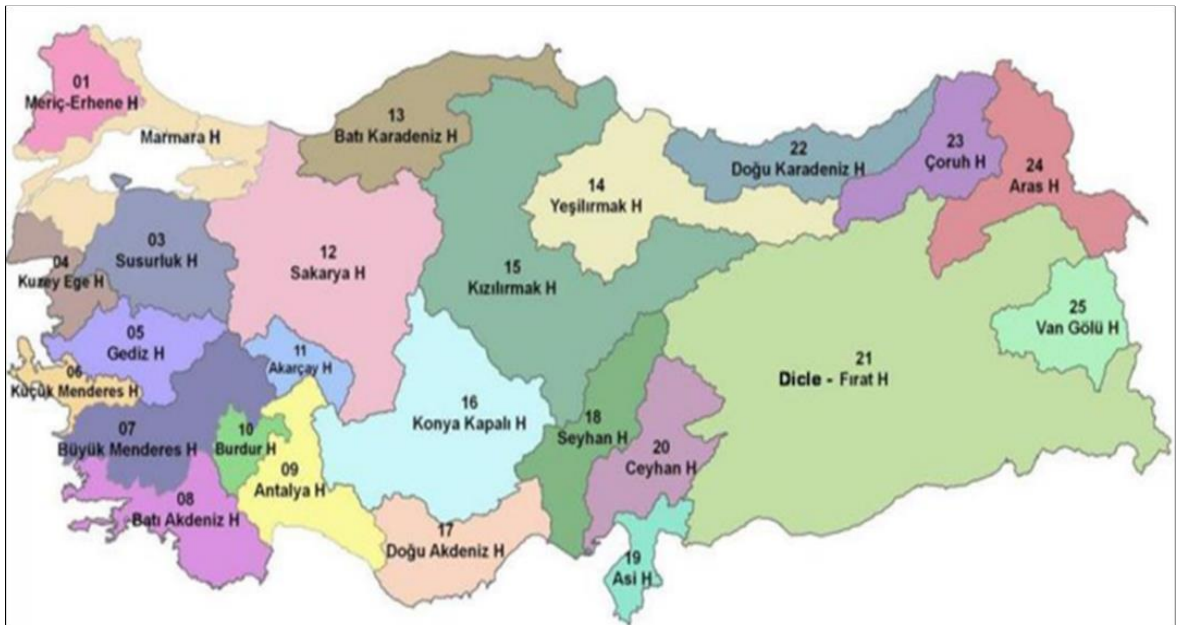 01
Meriç-Erhene H
Marmara H
03
Susurluk H
04
Kuzey Ege H
05
Gediz H
06
Küçük Menderes H
07
Büyük Menderes H
08
Batı Akdeniz H
09
Antalya H
10
Burdur H
11
Akarçay H
12
Sakarya H
13
Batı Karadeniz H
14
Yeşilırmak H
15
Kızılırmak H
16
Konya Kapalı H
17
Doğu Akdeniz H
18
Seyhan H
19
Asi H
20
Ceyhan H
21
Dicle - Fırat H
22
Doğu Karadeniz H
23
Çoruh H
24
Aras H
25
Van Gölü H